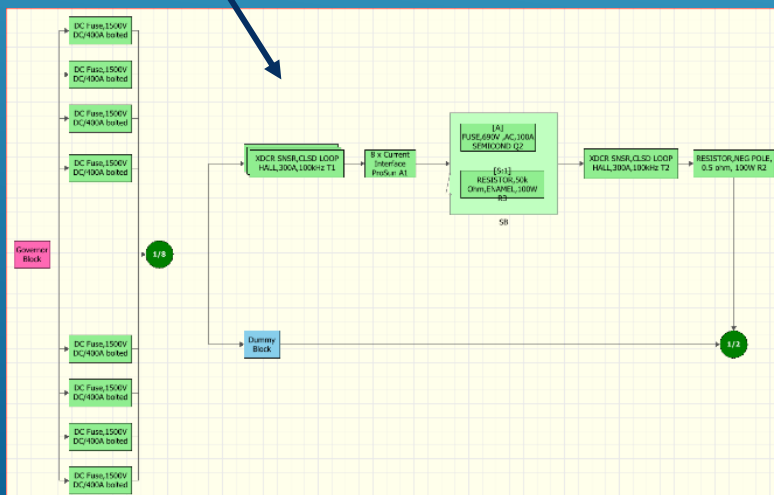 DC Fuse,1500V
DC/400A bolted
DC Fuse,1500V
DC/400A bolted
DC Fuse,1500V
DC/400A bolted
DC Fuse,1500V
DC/400A bolted
[A]
FUSE,690V ,AC,100A
SEMICOND Q2
XDCR SNSR,CLSD LOOP
HALL,300A,100kHz T1
8 x Current
Interface
ProSun A1
[S:1]
RESISTOR,50k
Ohm,ENAMEL,100W
R3
XDCR SNSR,CLSD LOOP
HALL,300A,100kHz T2
RESISTOR,NEG POLE,
0.5 ohm, 100W R2
SB
Governor
Block
1/8
Dummy
Block
1/2
DC Fuse,1500V
DC/400A bolted
DC Fuse,1500V
DC/400A bolted
DC Fuse,1500V
DC/400A bolted
DC Fuse,1500V
DC/400A bolted